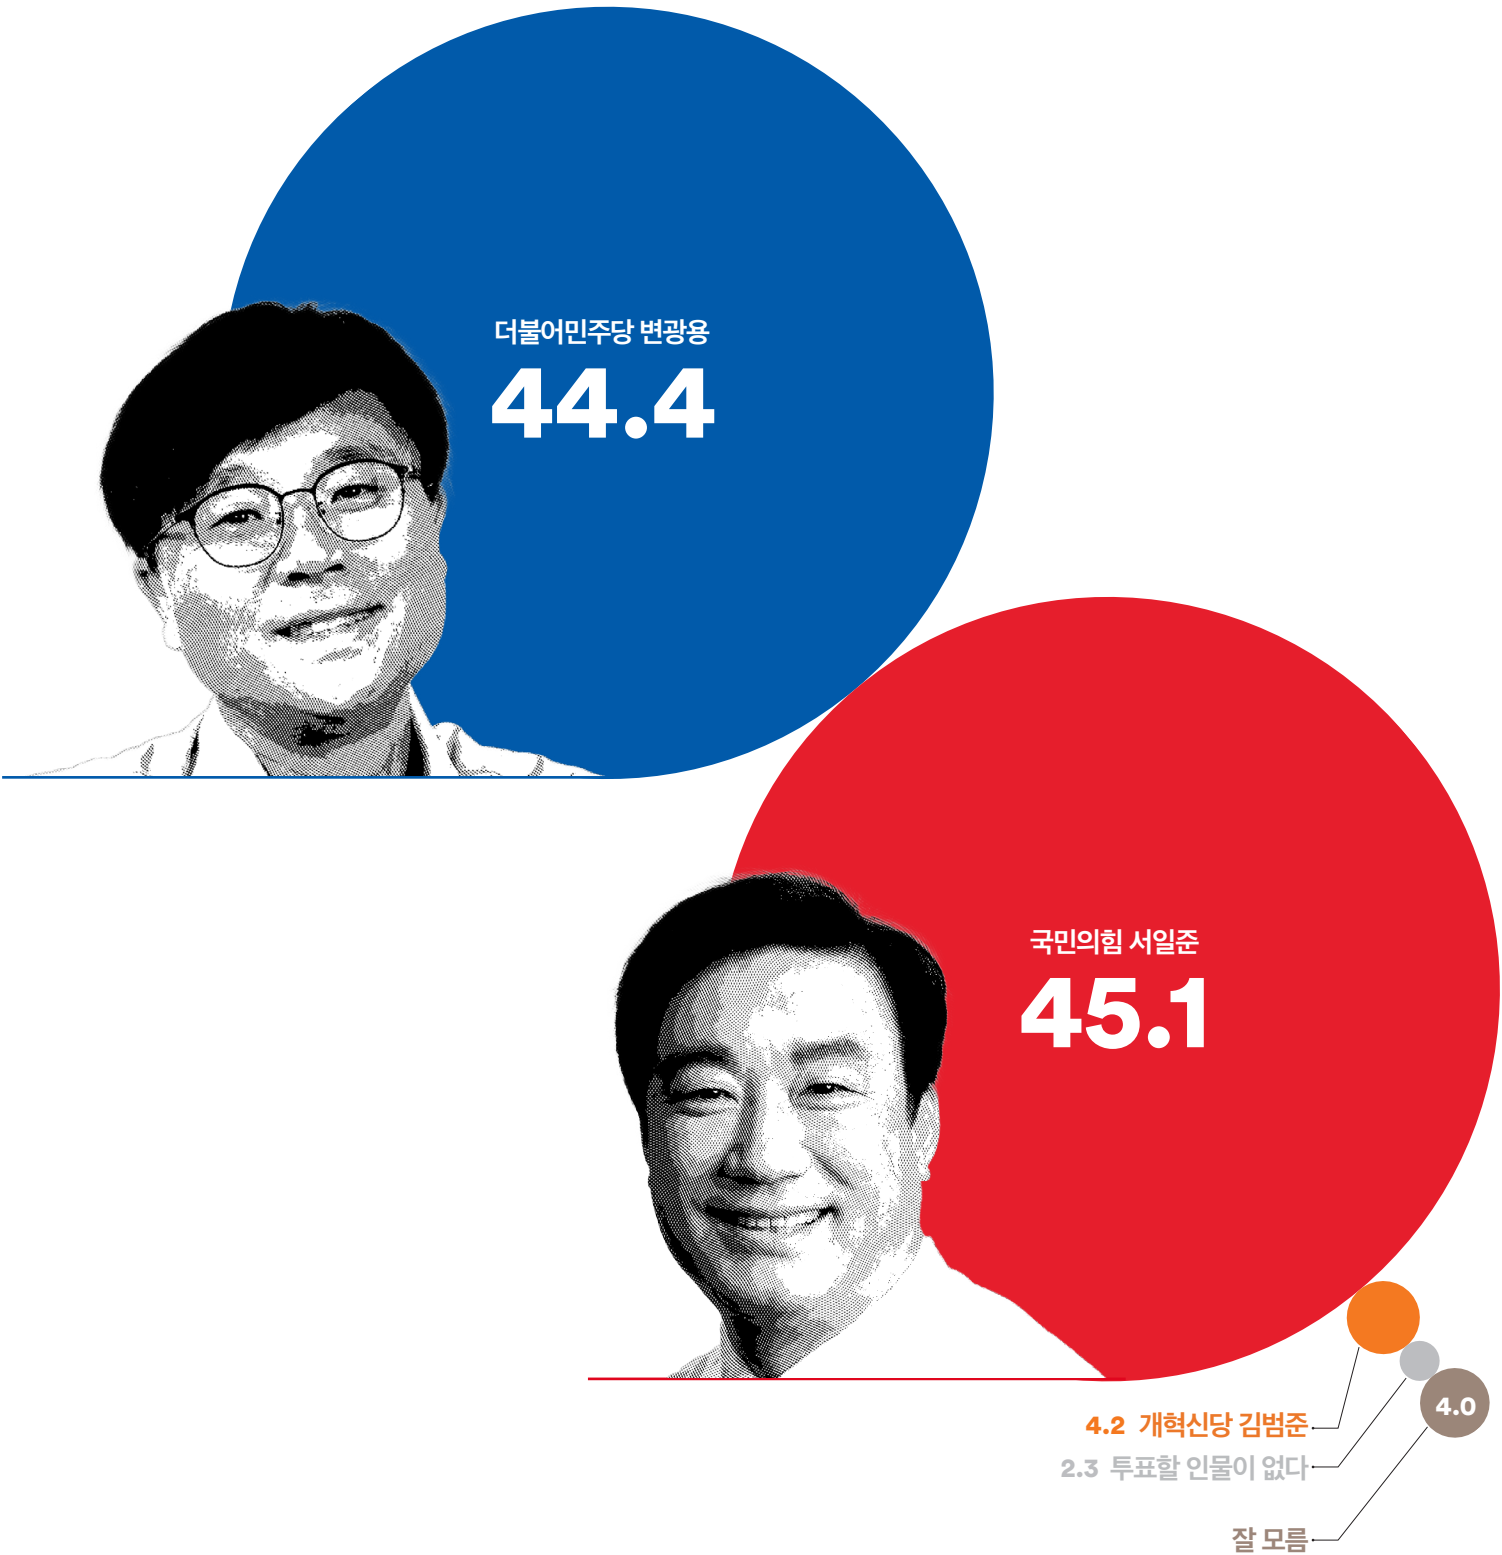 더불어민주당 변광용
44.4
국민의힘 서일준
45.1
4.2 개혁신당 김범준
2.3 투표할 인물이 없다
4.0
잘 모름